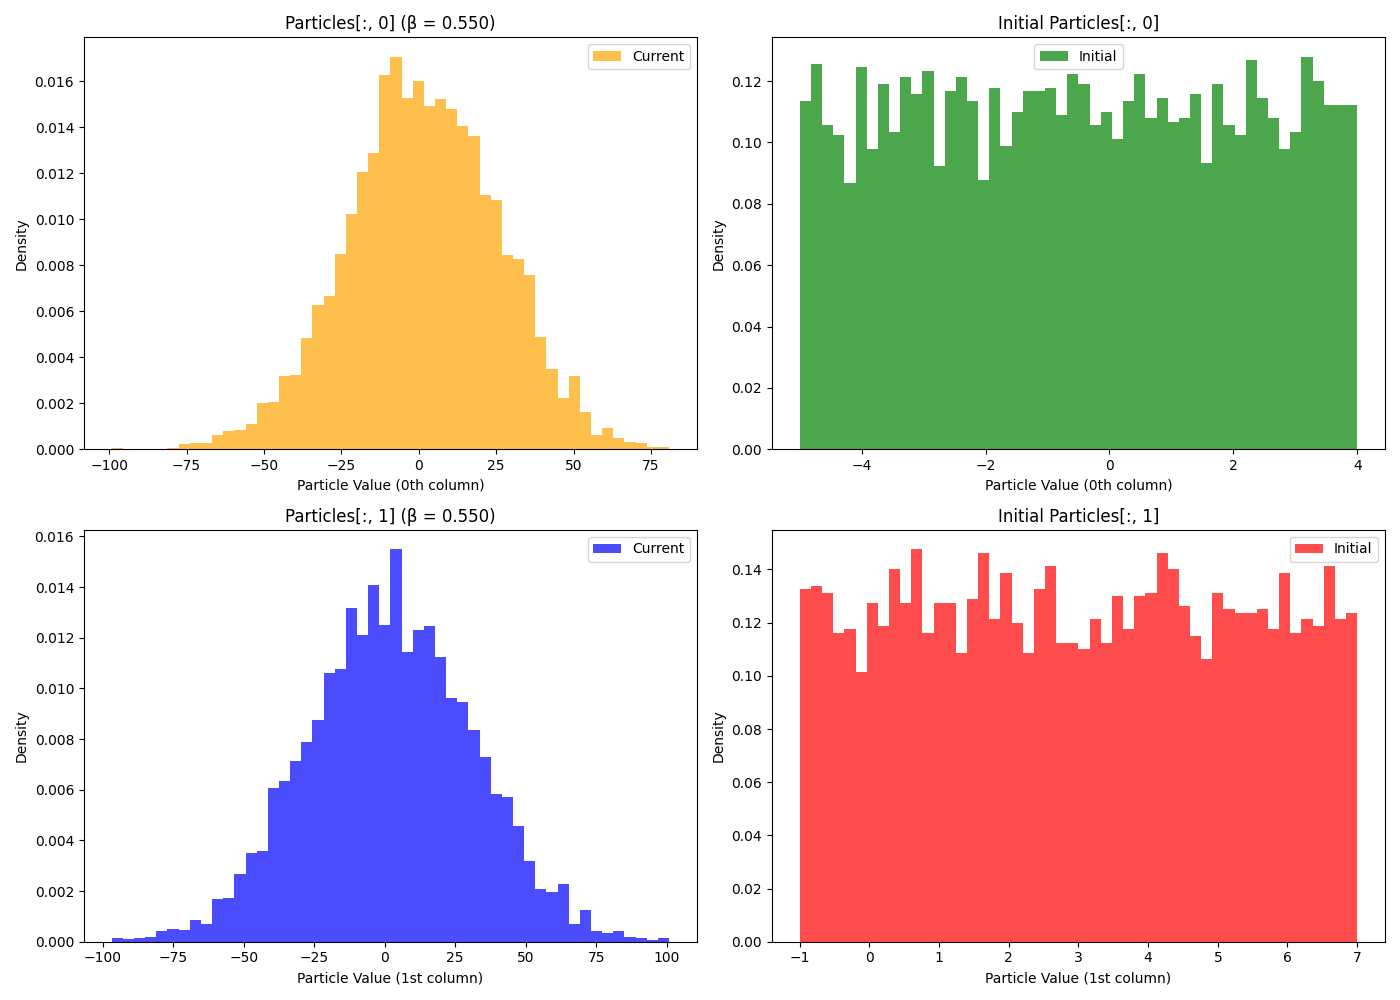 Particles[:, 0] (β = 0.550)
Current
Density
0.016
0.014
0.012
0.010
0.008
0.006
0.004
0.002
0.000
−100 −75 −50 −25 0 25 50 75
Particle Value (0th column)
Initial Particles[:, 0]
Initial
Density
0.12
0.10
0.08
0.06
0.04
0.02
0.00
−4 −2 0 2 4
Particle Value (0th column)
Particles[:, 1] (β = 0.550)
Current
Density
0.016
0.014
0.012
0.010
0.008
0.006
0.004
0.002
0.000
−100 −75 −50 −25 0 25 50 75 100
Particle Value (1st column)
Initial Particles[:, 1]
Initial
Density
0.14
0.12
0.10
0.08
0.06
0.04
0.02
0.00
−1 0 1 2 3 4 5 6 7
Particle Value (1st column)